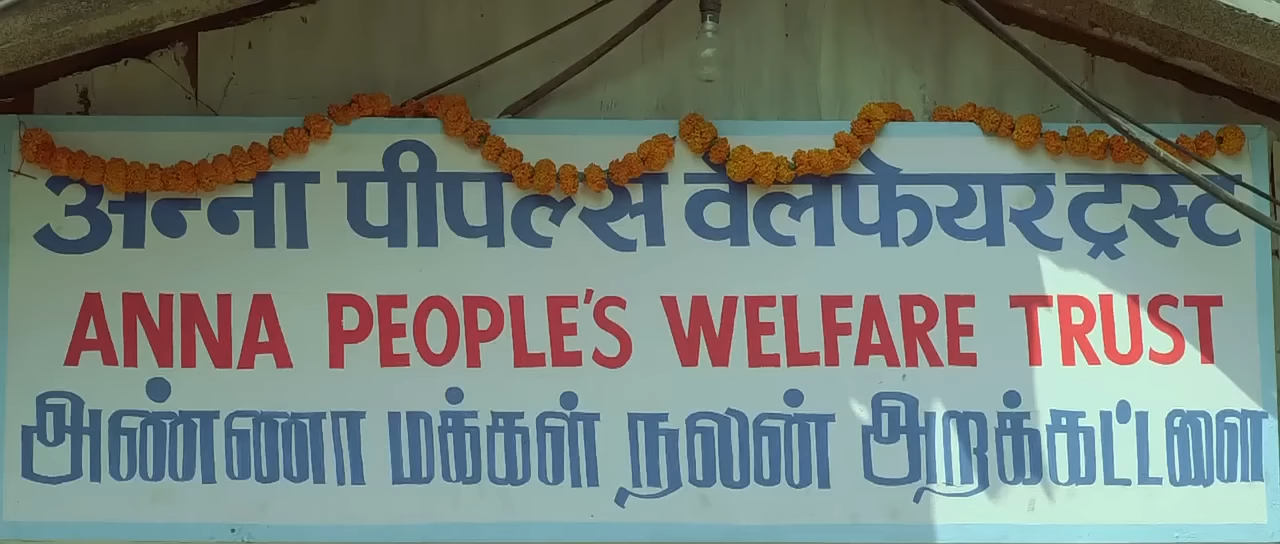 अन्ना पीपल्स वेलफेयर ट्रस्ट
ANNA PEOPLE'S WELFARE TRUST
அண்ணா மக்கள் நலன் அறக்கட்டளை